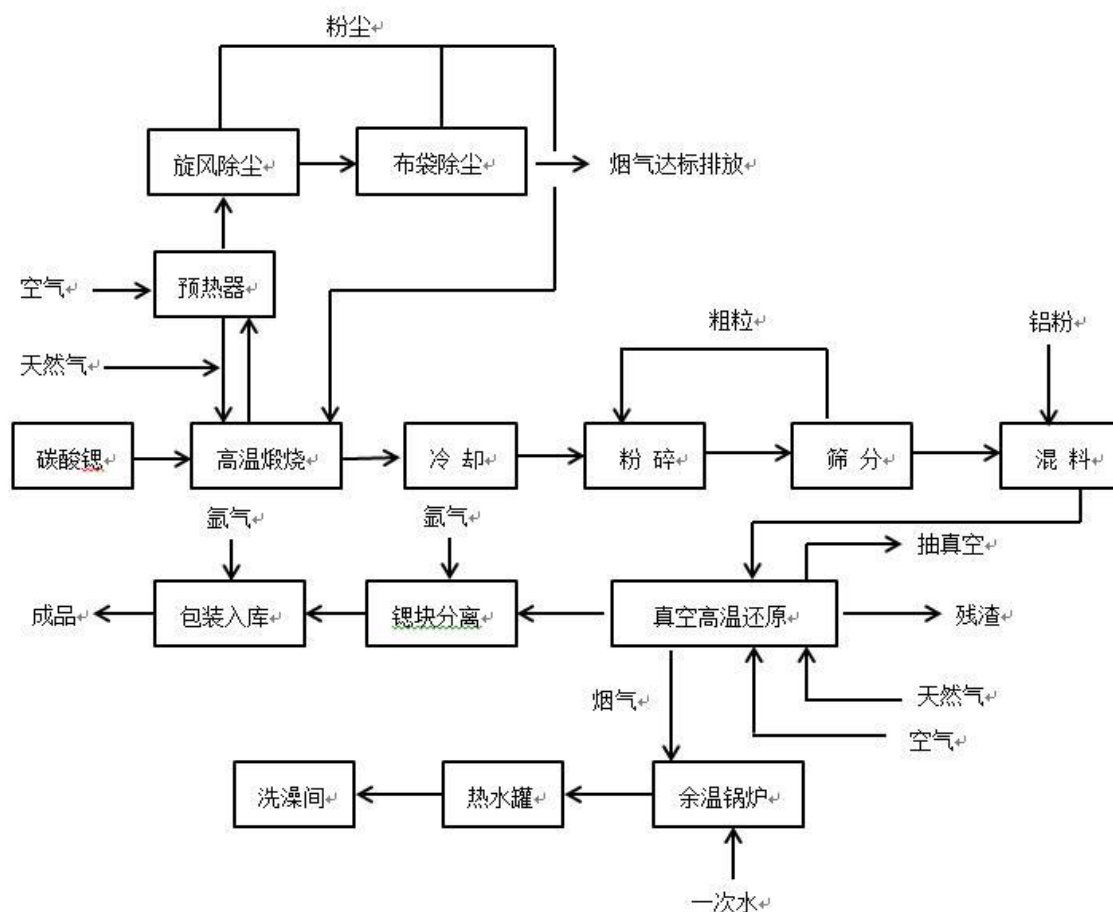 粉尘
旋风除尘
布袋除尘
烟气达标排放
空气
预热器
粗粒
铝粉
天然气
碳酸锶
高温煅烧
冷 却
粉 碎
筛 分
混 料
氩气
氩气
抽真空
成品
包装入库
锶块分离
真空高温还原
残渣
烟气
天然气
空气
洗澡间
热水罐
余温锅炉
一次水